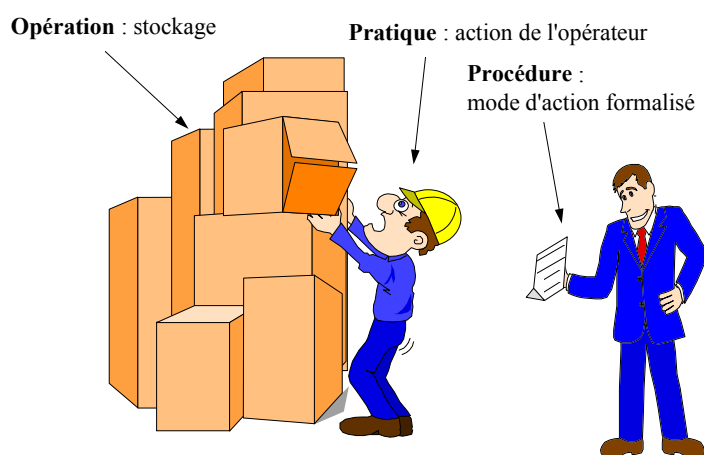 Opération : stockage
Pratique : action de l'opérateur
Procédure :
mode d'action formalisé